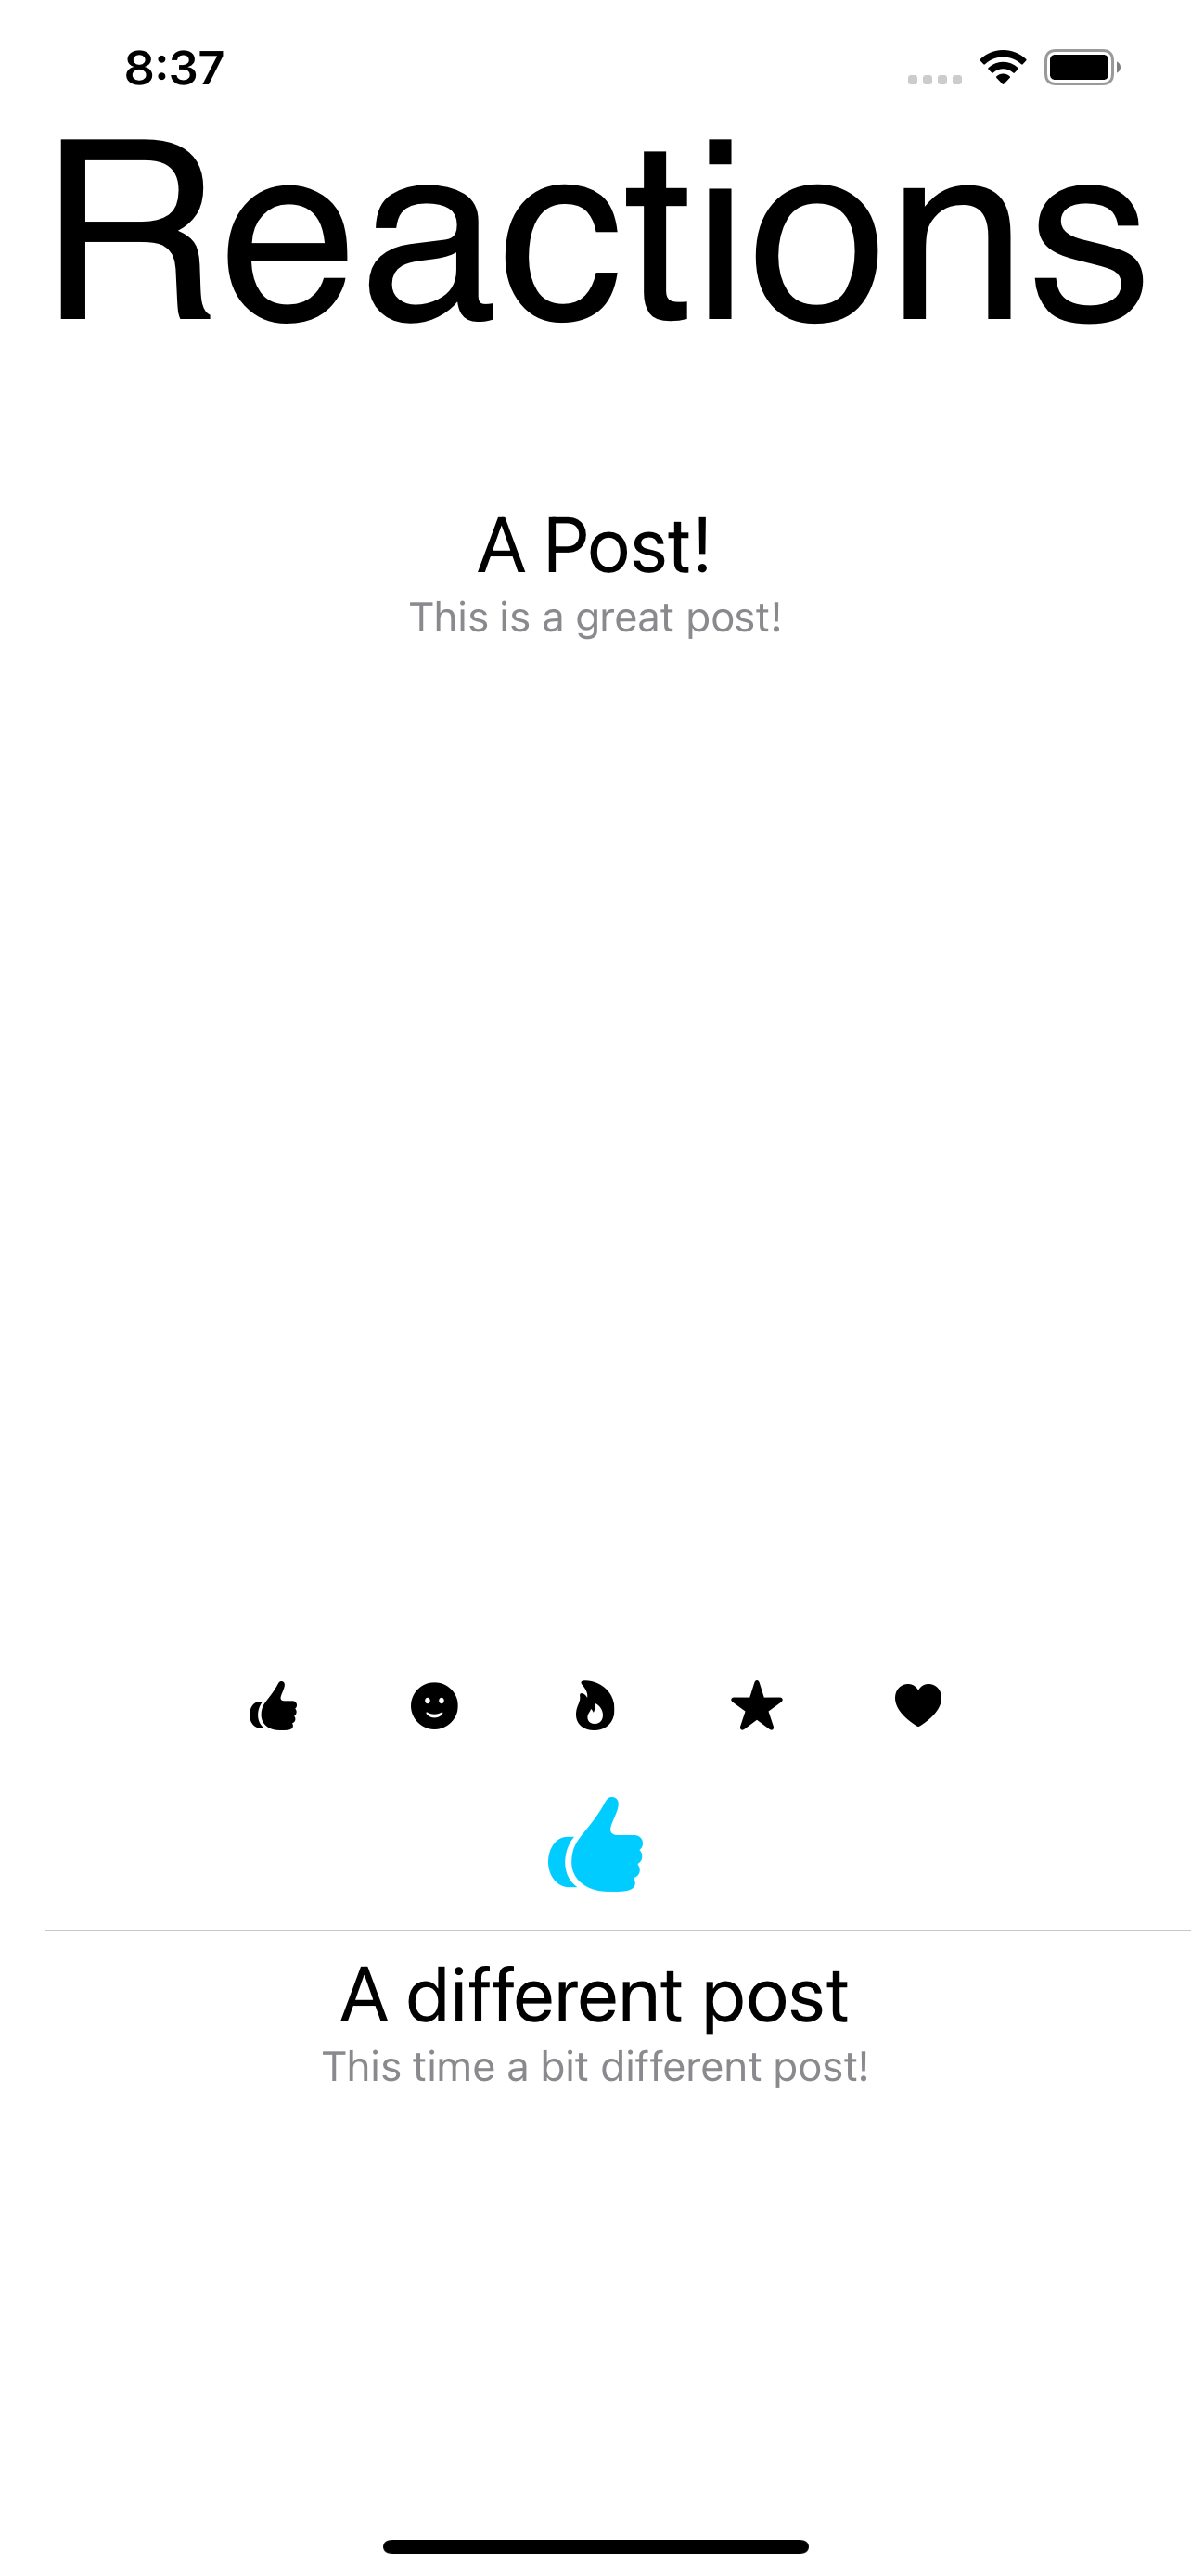 8:37
Reactions
A Post!
This is a great post!
A different post
This time a bit different post!